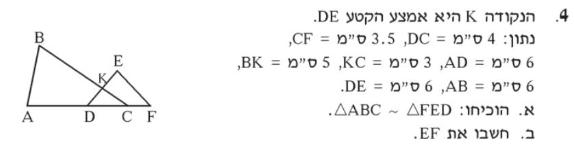 4. הנקודה K היא אמצע הקטע DE.
נתון: 4 ס"מ = DC, 3.5 ס"מ = CF,
6 ס"מ = AD, 3 ס"מ = KC, 5 ס"מ = BK,
6 ס"מ = AB, 6 ס"מ = DE.
א. הוכיחו: △ABC ~ △FED.
ב. חשבו את EF.
B
E
K
A D C F